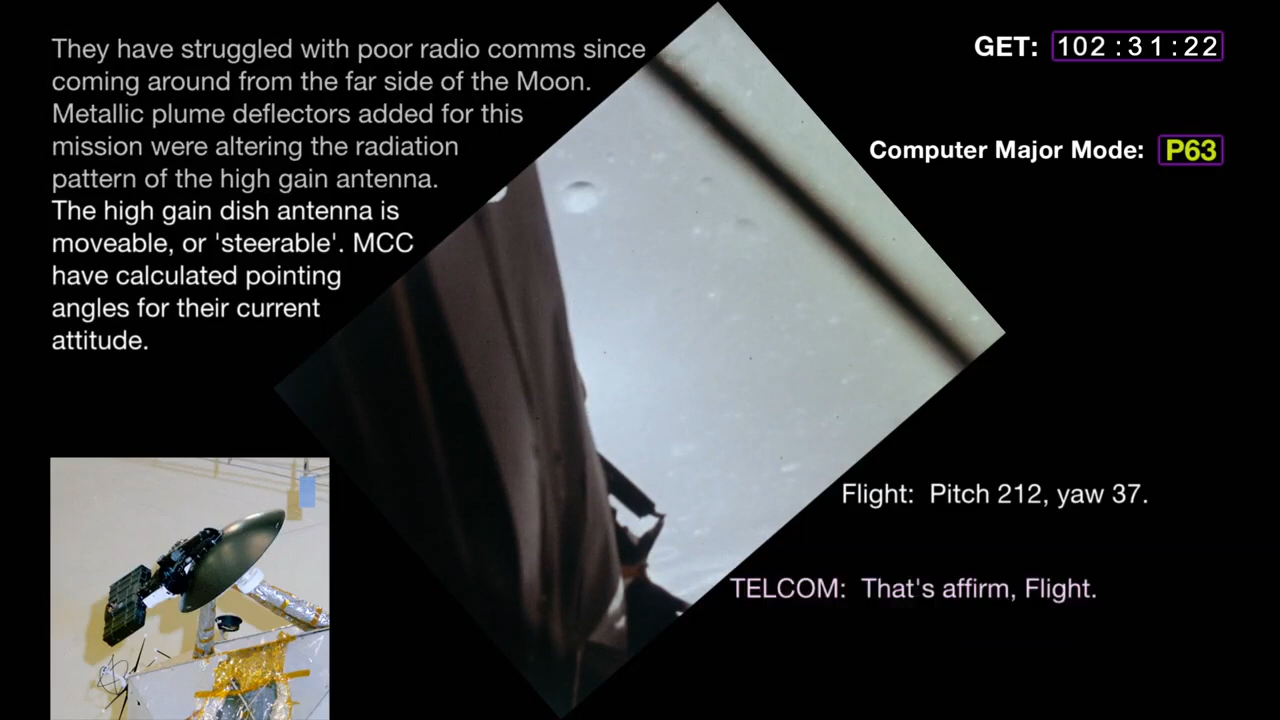 They have struggled with poor radio comms since
coming around from the far side of the Moon.
Metallic plume deflectors added for this
mission were altering the radiation
pattern of the high gain antenna.
The high gain dish antenna is
moveable, or 'steerable'. MCC
have calculated pointing
angles for their current
attitude.
GET: 102:31:22
Computer Major Mode: P63
Flight: Pitch 212, yaw 37.
TELCOM: That's affirm, Flight.